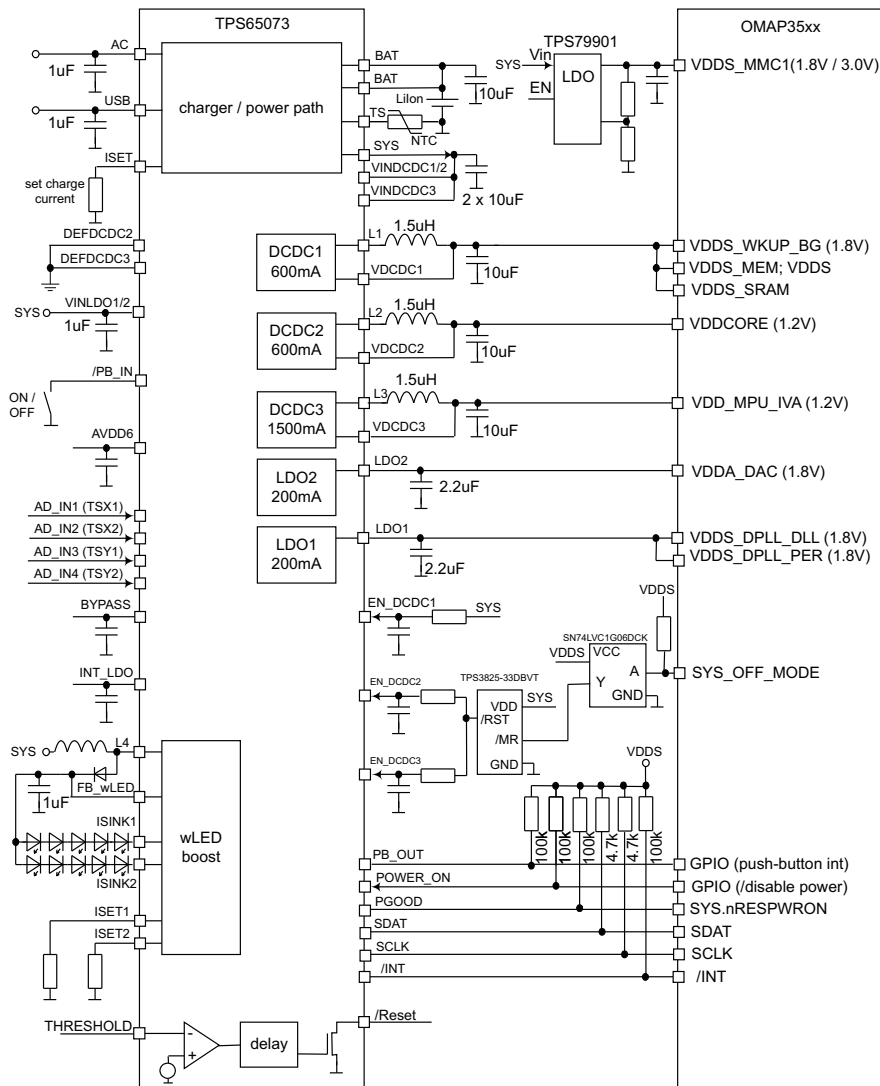 TPS65073
OMAP35xx
AC
1uF
USB
1uF
ISET
set charge
current
charger / power path
BAT
BAT
10uF
LiIon
TS
NTC
SYS
VINDCDC1/2
VINDCDC3
2 x 10uF
TPS79901
SYS
Vin
LDO
EN
VDDS_MMC1(1.8V / 3.0V)
DEFDCDC2
DEFDCDC3
DCDC1
600mA
L1
1.5uH
VDCDC1
10uF
VDDS_WKUP_BG (1.8V)
VDDS_MEM; VDDS
VDDS_SRAM
SYS
VINLDO1/2
1uF
DCDC2
600mA
L2
1.5uH
VDCDC2
10uF
VDDCORE (1.2V)
/PB_IN
ON /
OFF
DCDC3
1500mA
L3
1.5uH
VDCDC3
10uF
VDD_MPU_IVA (1.2V)
AVDD6
LDO2
200mA
LDO2
2.2uF
VDDA_DAC (1.8V)
AD_IN1 (TSX1)
AD_IN2 (TSX2)
AD_IN3 (TSY1)
AD_IN4 (TSY2)
LDO1
200mA
LDO1
2.2uF
VDDS_DPLL_DLL (1.8V)
VDDS_DPLL_PER (1.8V)
BYPASS
EN_DCDC1
SYS
VDDS
SN74LVC1G06DCK
VDDS
VCC
A
Y
GND
SYS_OFF_MODE
INT_LDO
EN_DCDC2
EN_DCDC3
TPS3825-33DBVT
VDD
SYS
/RST
/MR
GND
VDDS
SYS
L4
1uF
FB_wLED
ISINK1
ISINK2
wLED
boost
ISET1
ISET2
100k
100k
100k
4.7k
4.7k
100k
PB_OUT
GPIO (push-button int)
POWER_ON
GPIO (/disable power)
PGOOD
SYS.nRESPWRON
SDAT
SDAT
SCLK
SCLK
/INT
/INT
THRESHOLD
-
+
delay
/Reset